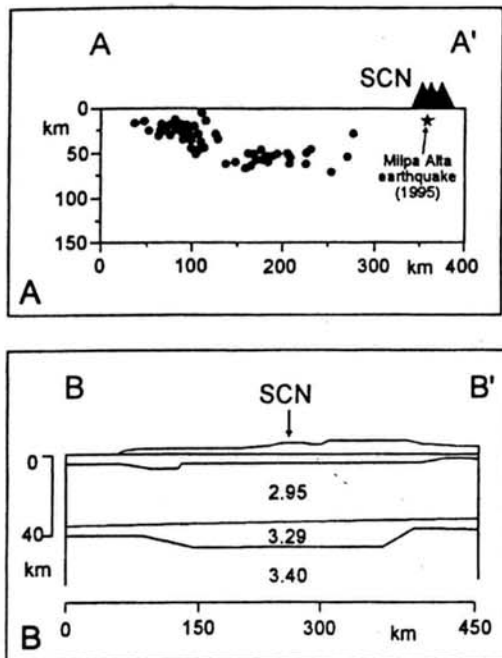 A A'
SCN
0
km
50
100
150
Milpa Alta
earthquake
(1995)
0 100 200 300 km 400
A
B B'
SCN
0
2.95
40
3.29
km
3.40
0 150 300 km 450
B